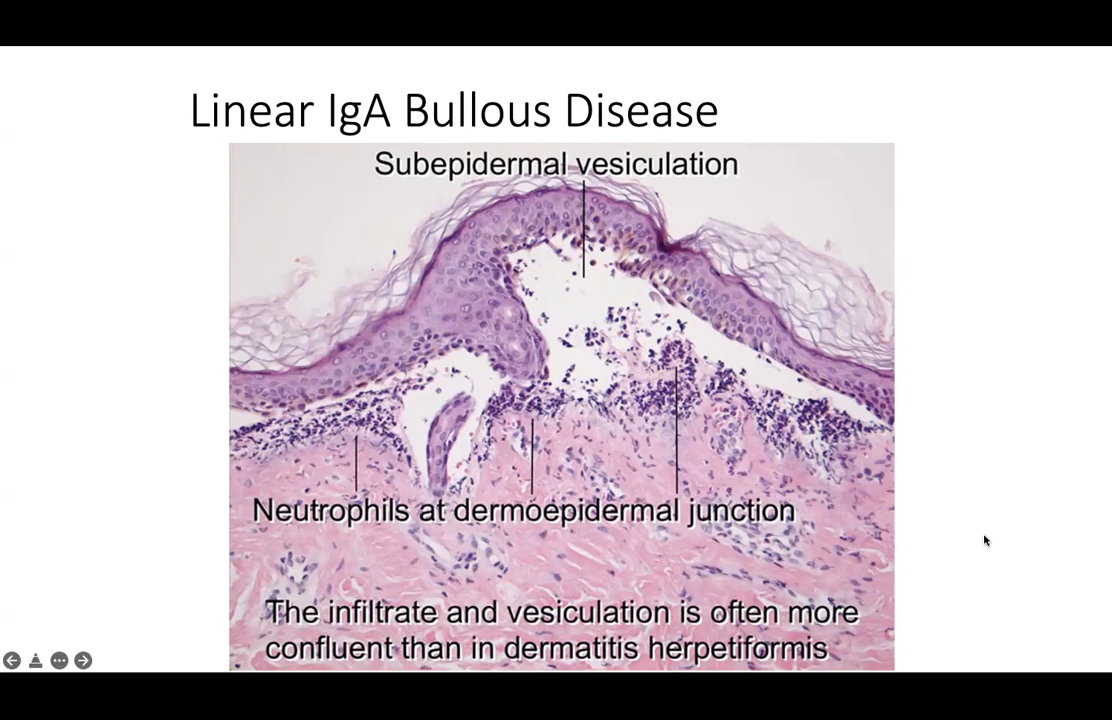 Linear IgA Bullous Disease
Subepidermal vesiculation
Neutrophils at dermoepidermal junction
The infiltrate and vesiculation is often more
confluent than in dermatitis herpetiformis